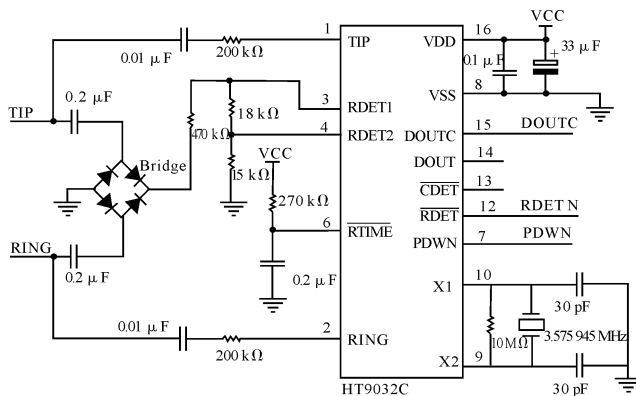 VCC
1
16
0.01 μF
200 kΩ
TIP
VDD
33 μF
+
0.1 μF
0.2 μF
3
8
TIP
RDET1
VSS
18 kΩ
470 kΩ
4
RDET2
15
DOUTC
DOUTC
Bridge
VCC
14
DOUT
15 kΩ
13
CDET
270 kΩ
12
RDET N
RDET
6
RTIME
7
PDWN
PDWN
RING
0.2 μF
0.2 μF
10
X1
30 pF
0.01 μF
2
RING
10 MΩ
3.575 945 MHz
200 kΩ
9
X2
30 pF
HT9032C